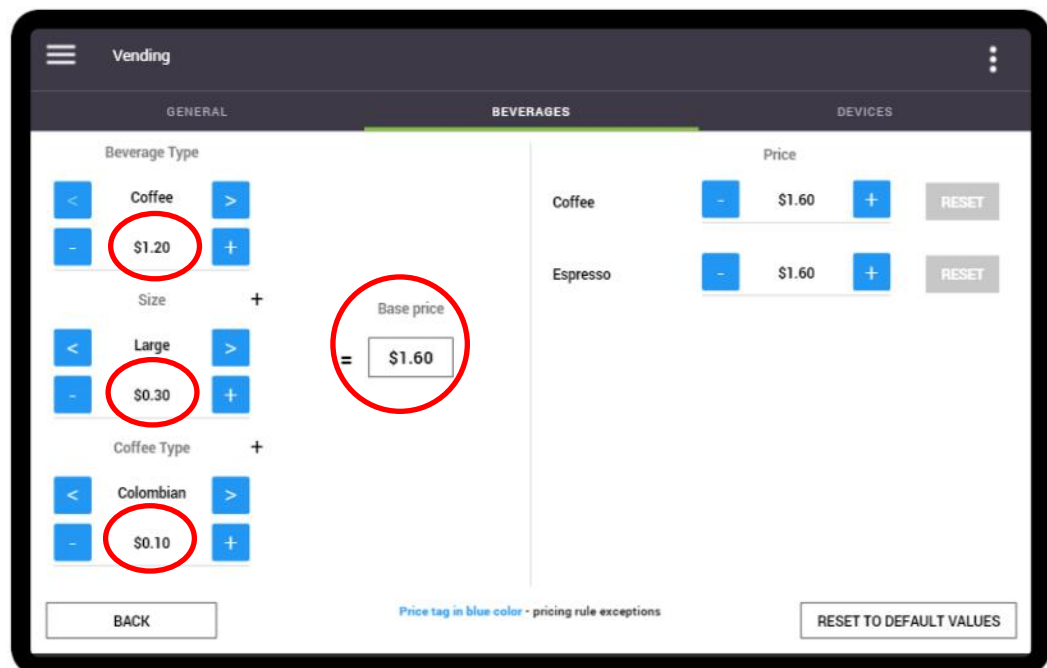 Vending
GENERAL
BEVERAGES
DEVICES
Beverage Type
< Coffee >
- $1.20 +
Size +
< Large >
- $0.30 +
Coffee Type +
< Colombian >
- $0.10 +
Base price
= $1.60
Price
Coffee - $1.60 + RESET
Espresso - $1.60 + RESET
BACK
Price tag in blue color - pricing rule exceptions
RESET TO DEFAULT VALUES